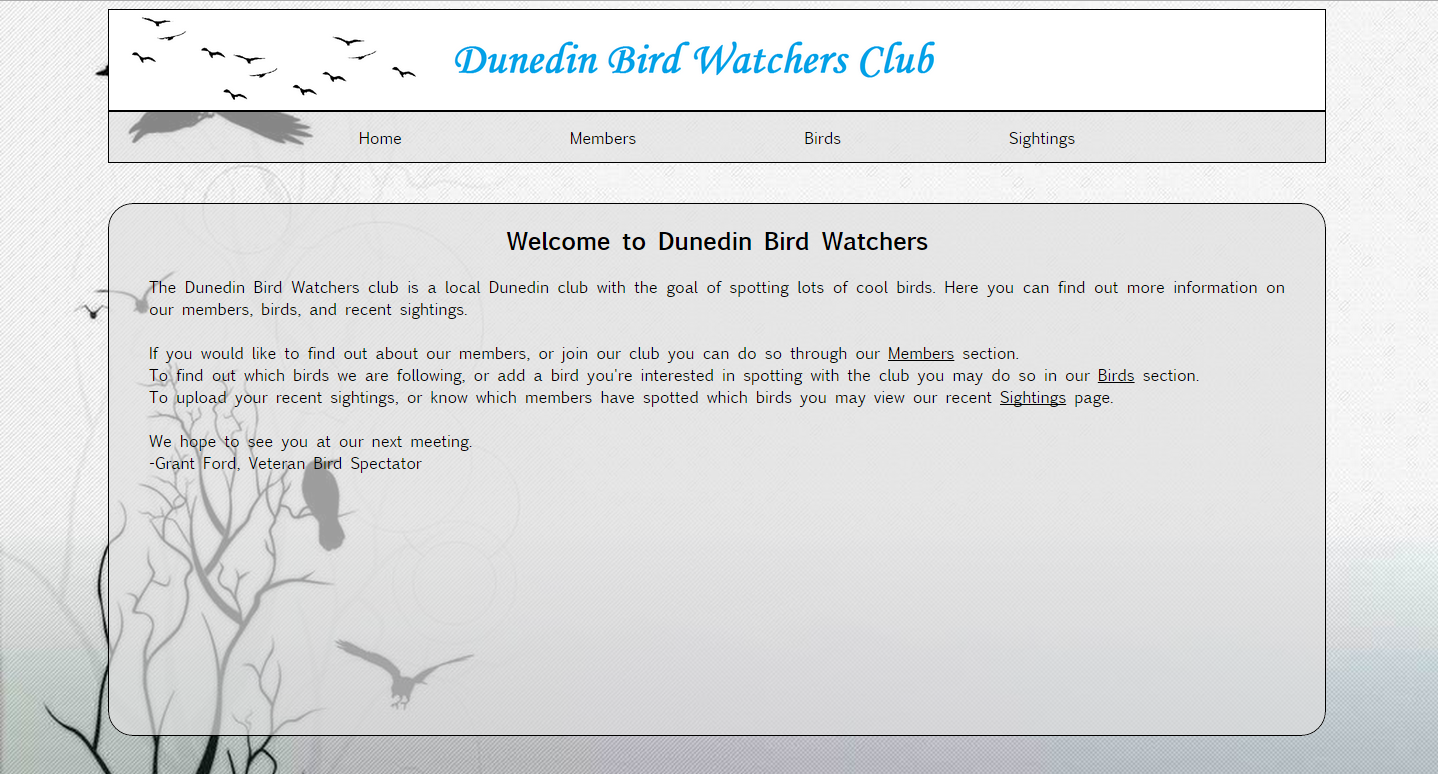 Dunedin Bird Watchers Club
Home Members Birds Sightings
Welcome to Dunedin Bird Watchers
The Dunedin Bird Watchers club is a local Dunedin club with the goal of spotting lots of cool birds. Here you can find out more information on
our members, birds, and recent sightings.
If you would like to find out about our members, or join our club you can do so through our Members section.
To find out which birds we are following, or add a bird you're interested in spotting with the club you may do so in our Birds section.
To upload your recent sightings, or know which members have spotted which birds you may view our recent Sightings page.
We hope to see you at our next meeting.
-Grant Ford, Veteran Bird Spectator